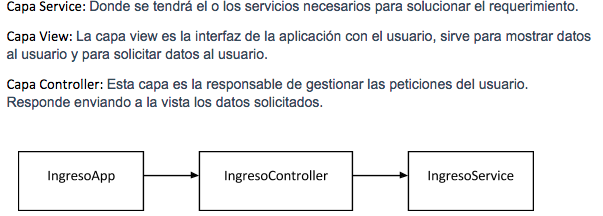 Capa Service: Donde se tendrá el o los servicios necesarios para solucionar el requerimiento.
Capa View: La capa view es la interfaz de la aplicación con el usuario, sirve para mostrar datos
al usuario y para solicitar datos al usuario.
Capa Controller: Esta capa es la responsable de gestionar las peticiones del usuario.
Responde enviando a la vista los datos solicitados.
IngresoApp
IngresoController
IngresoService